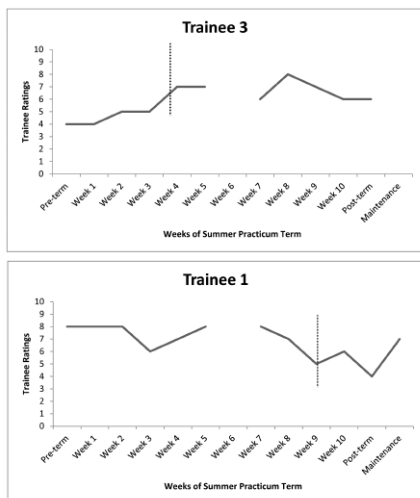 Trainee 3
Trainee Ratings
10
9
8
7
6
5
4
3
2
1
0
Pre-term
Week 1
Week 2
Week 3
Week 4
Week 5
Week 6
Week 7
Week 8
Week 9
Week 10
Post-term
Maintenance
Weeks of Summer Practicum Term
Trainee 1
Trainee Ratings
10
9
8
7
6
5
4
3
2
1
0
Pre-term
Week 1
Week 2
Week 3
Week 4
Week 5
Week 6
Week 7
Week 8
Week 9
Week 10
Post-term
Maintenance
Weeks of Summer Practicum Term